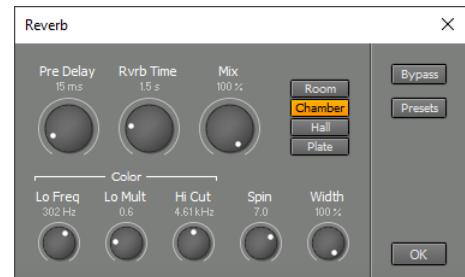 Reverb
Pre Delay Rvrb Time Mix
15 ms 1.5 s 100 %
Room
Chamber
Hall
Plate
Bypass
Presets
Color
Lo Freq Lo Mult Hi Cut Spin Width
302 Hz 0.6 4.61 kHz 7.0 100 %
OK